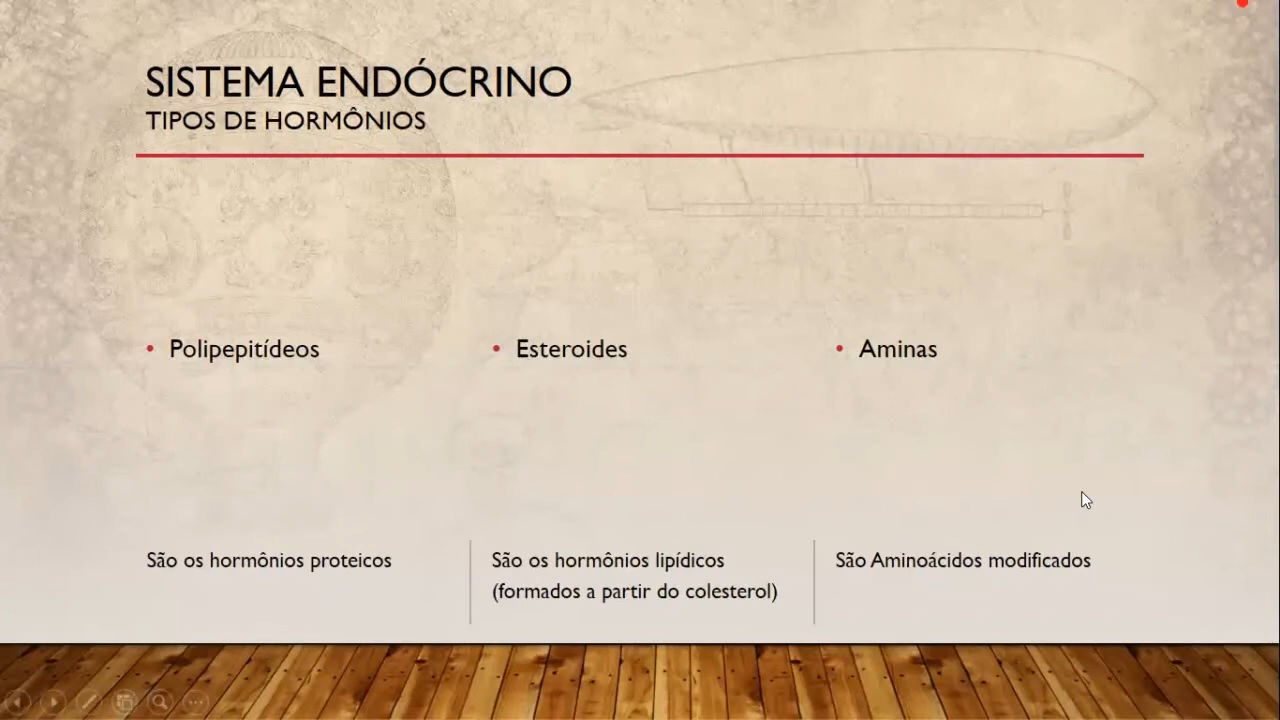 SISTEMA ENDÓCRINO
TIPOS DE HORMÔNIOS
• Polipepitídeos
• Esteroides
• Aminas
São os hormônios proteicos
São os hormônios lipídicos
(formados a partir do colesterol)
São Aminoácidos modificados